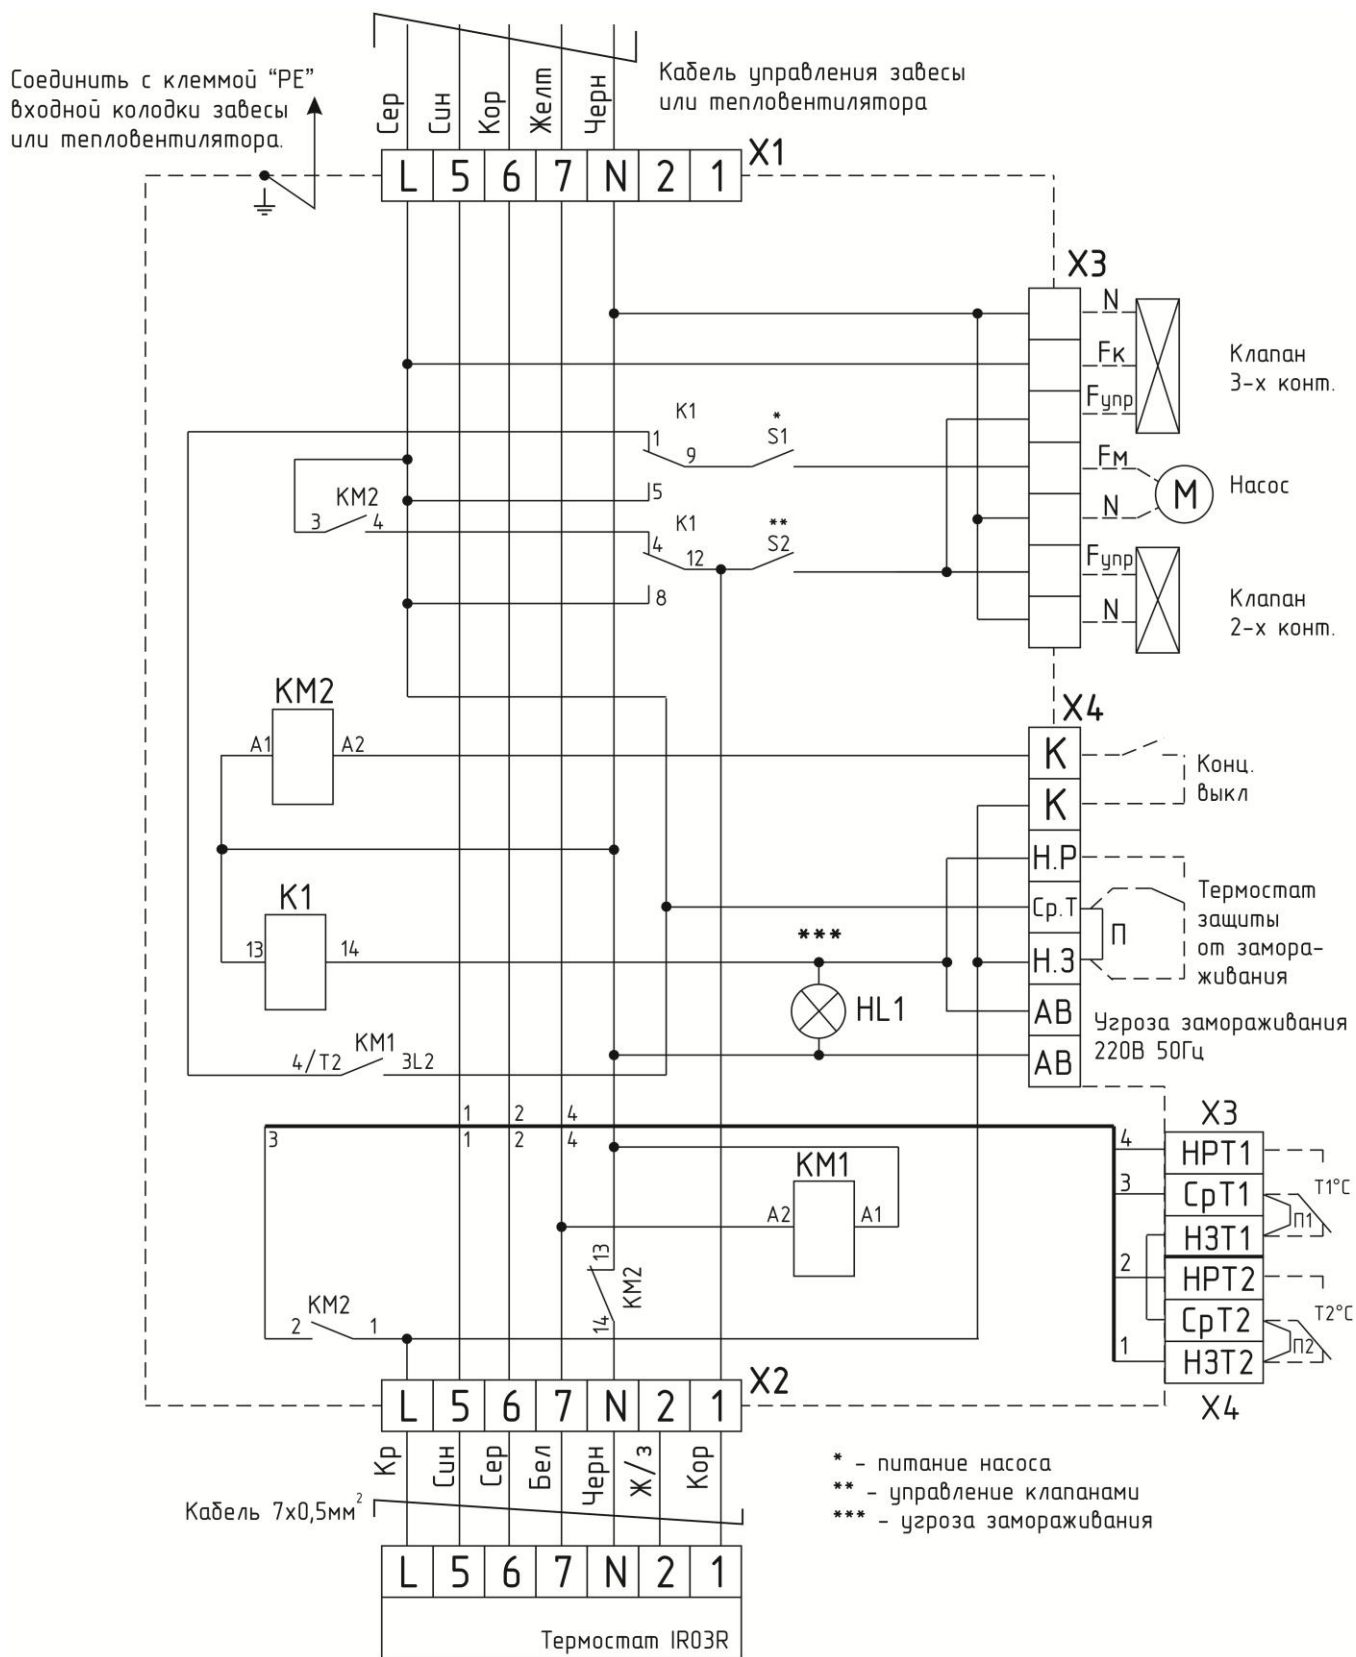 Соединить с клеммой “РЕ”
входной колодки завесы
или тепловентилятора.
Кабель управления завесы
или тепловентилятора
Сер
Син
Кор
Желт
Черн
L 5 6 7 N 2 1
X1
X3
N
Fк
Fупр
Клапан
3-х конт.
Fм
N
M
Насос
Fупр
N
Клапан
2-х конт.
K1
1
9
*
S1
5
KM2
3
4
K1
4
12
**
S2
8
KM2
A1
A2
X4
К
К
Конц.
выкл
Н.Р
Ср.Т
Н.З
П
Термостат
защиты
от замора-
живания
АВ
АВ
Угроза замораживания
220В 50Гц
K1
13
14
***
HL1
4/T2
KM1
3L2
1 2 4
3
1 2 4
KM1
A2
A1
13
KM2
14
KM2
2
1
X3
4
НРТ1
3
СрТ1
НЗТ1
Т1°С
П1
2
НРТ2
СрТ2
1
НЗТ2
Т2°С
П2
X4
L 5 6 7 N 2 1
X2
Кр
Син
Сер
Бел
Черн
Ж/з
Кор
Кабель 7х0,5мм²
* - питание насоса
** - управление клапанами
*** - угроза замораживания
L 5 6 7 N 2 1
Термостат IR03R